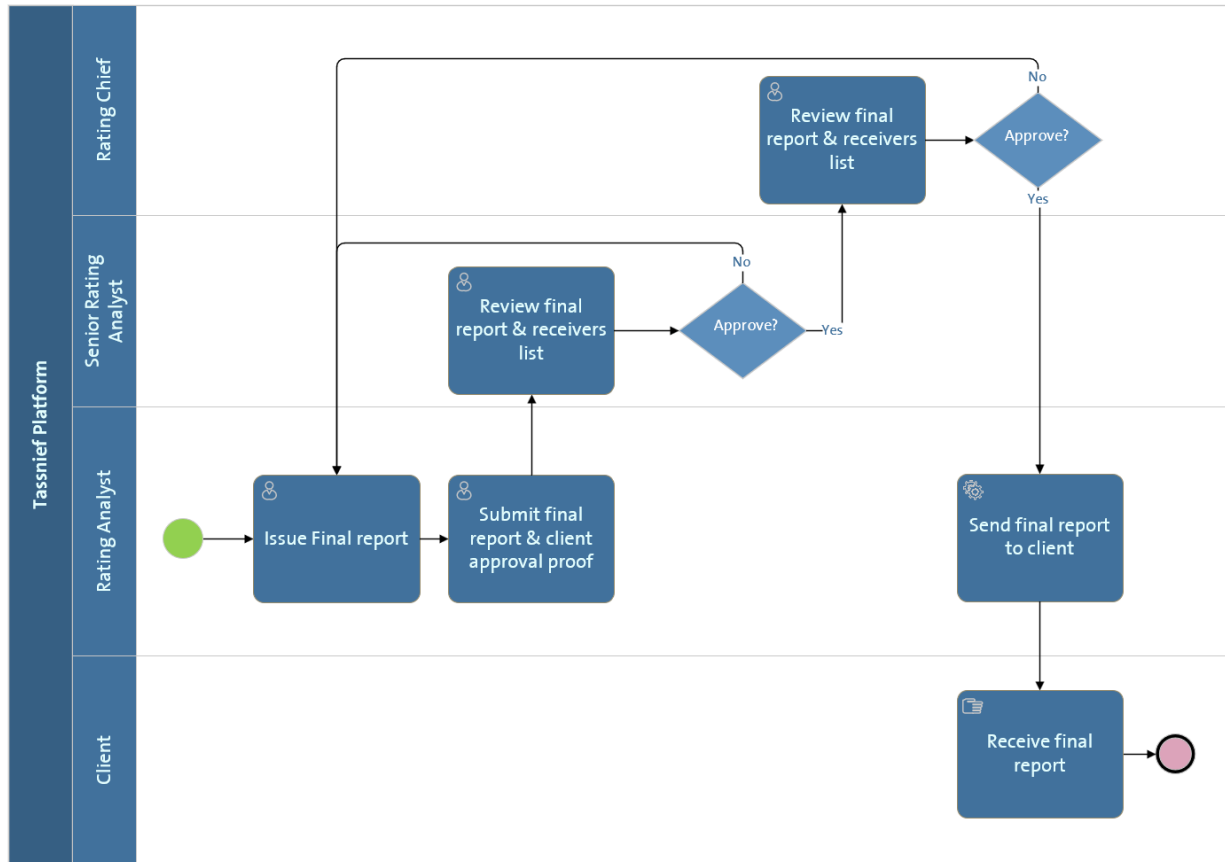 Tassnief Platform
Rating Chief
No
Review final
report & receivers
list
Approve?
Yes
Senior Rating
Analyst
No
Review final
report & receivers
list
Approve?
Yes
Rating Analyst
Issue Final report
Submit final
report & client
approval proof
Send final report
to client
Client
Receive final
report